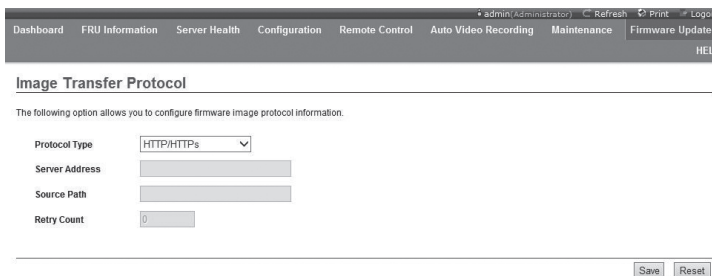 admin(Administrator) Refresh Print Logo
Dashboard FRU Information Server Health Configuration Remote Control Auto Video Recording Maintenance Firmware Update
HEL
Image Transfer Protocol
The following option allows you to configure firmware image protocol information.
Protocol Type HTTP/HTTPs
Server Address
Source Path
Retry Count 0
Save Reset